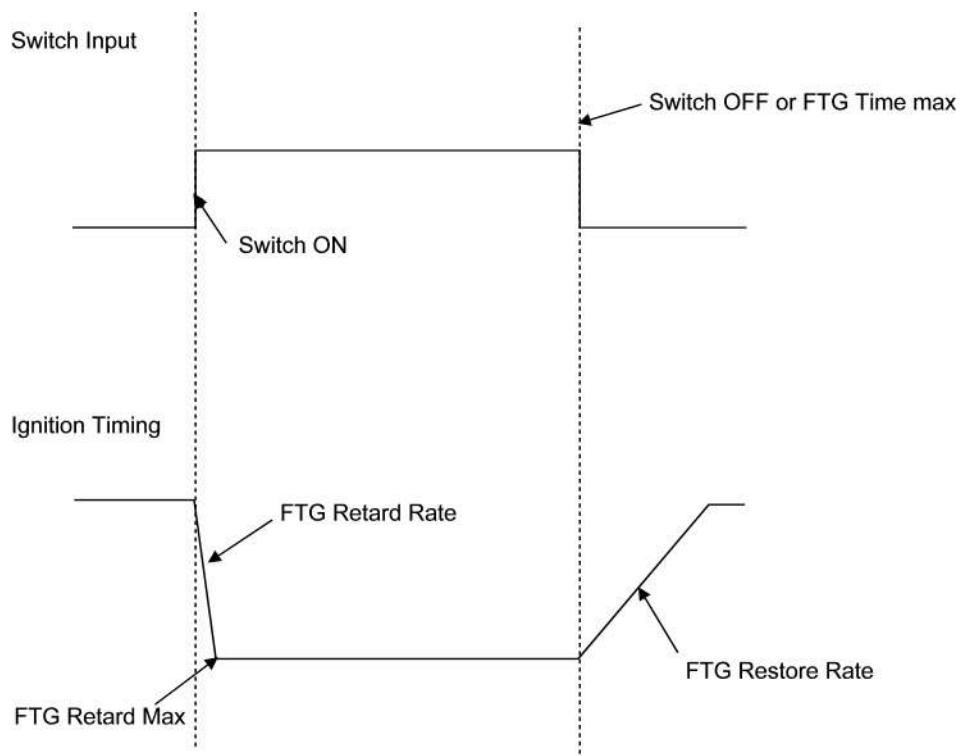 Switch Input
Switch OFF or FTG Time max
Switch ON
Ignition Timing
FTG Retard Rate
FTG Restore Rate
FTG Retard Max